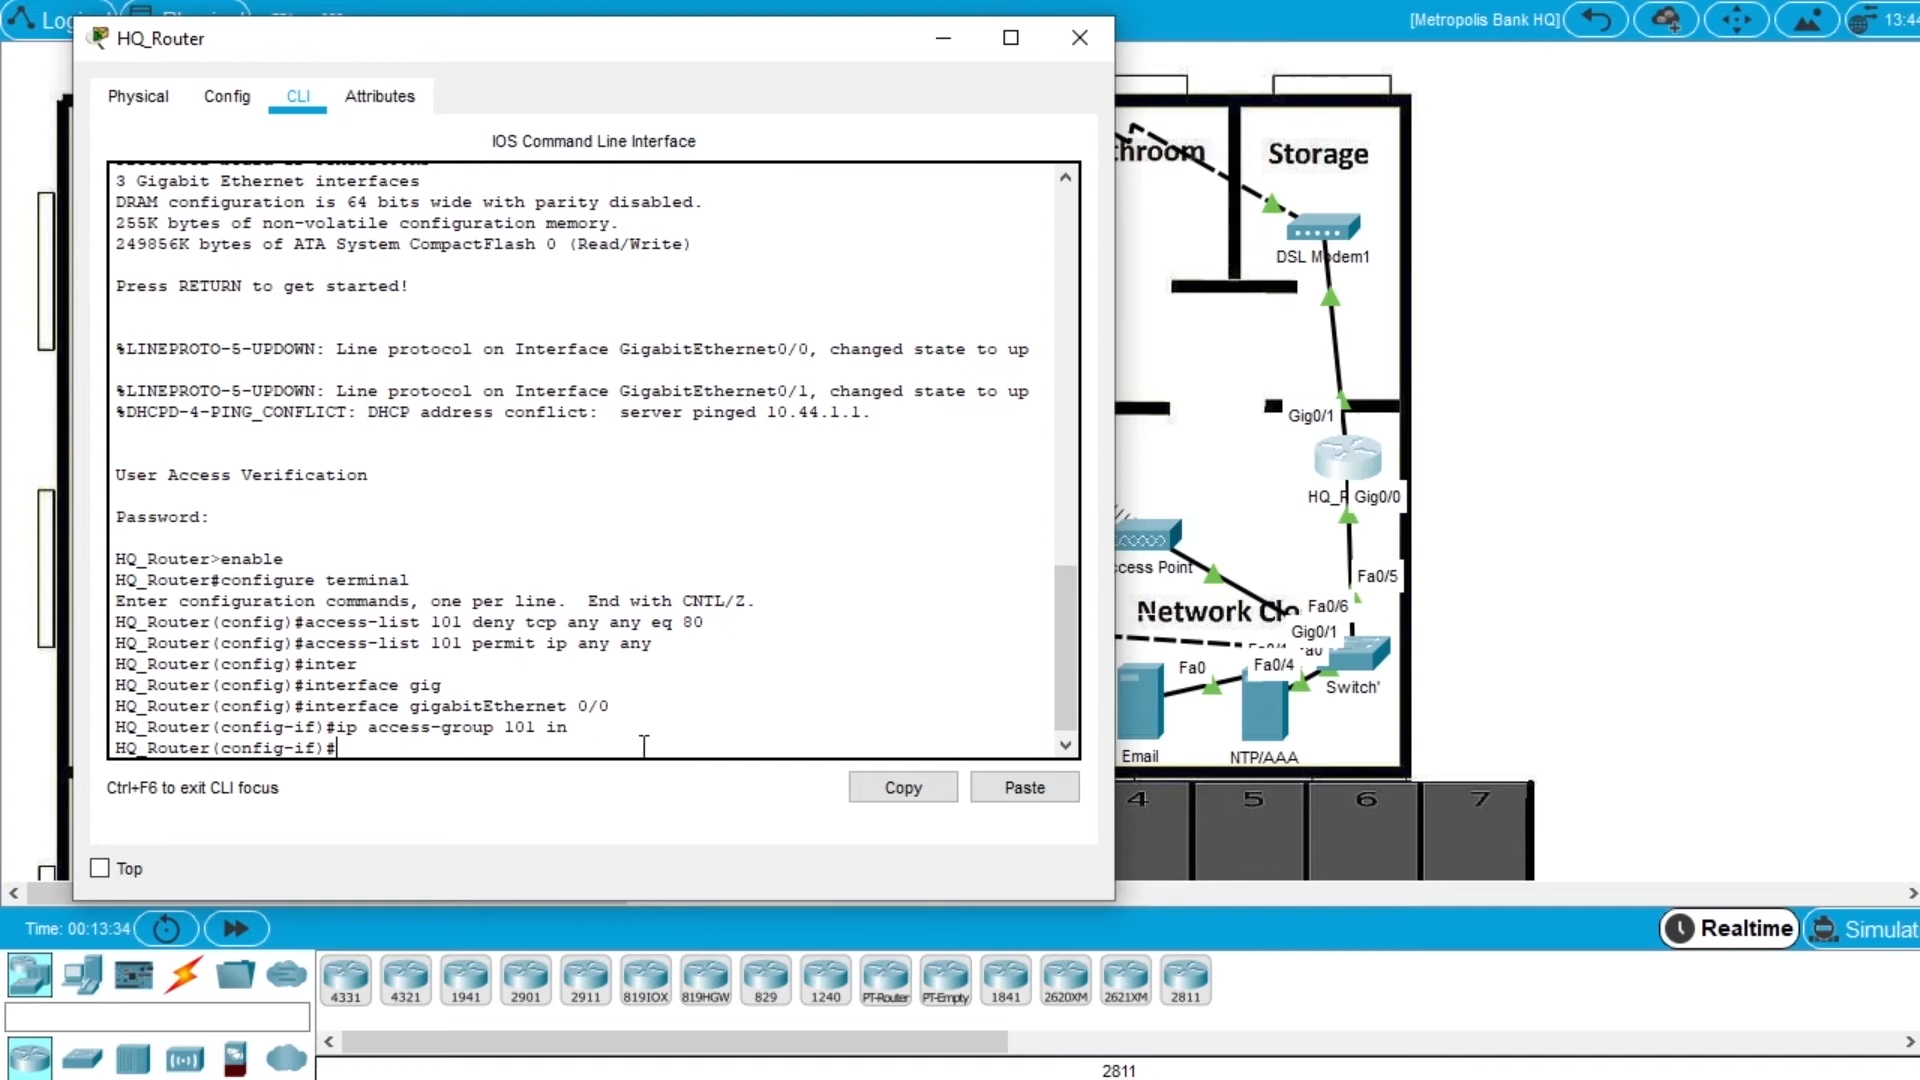 [Metropolis Bank HQ]
13:44
HQ_Router
Physical
Config
CLI
Attributes
IOS Command Line Interface
3 Gigabit Ethernet interfaces
DRAM configuration is 64 bits wide with parity disabled.
255K bytes of non-volatile configuration memory.
249856K bytes of ATA System CompactFlash 0 (Read/Write)
Press RETURN to get started!
%LINEPROTO-5-UPDOWN: Line protocol on Interface GigabitEthernet0/0, changed state to up
%LINEPROTO-5-UPDOWN: Line protocol on Interface GigabitEthernet0/1, changed state to up
%DHCPD-4-PING_CONFLICT: DHCP address conflict:  server pinged 10.44.1.1.
User Access Verification
Password:
HQ_Router>enable
HQ_Router#configure terminal
Enter configuration commands, one per line.  End with CNTL/Z.
HQ_Router(config)#access-list 101 deny tcp any any eq 80
HQ_Router(config)#access-list 101 permit ip any any
HQ_Router(config)#inter
HQ_Router(config)#interface gig
HQ_Router(config)#interface gigabitEthernet 0/0
HQ_Router(config-if)#ip access-group 101 in
HQ_Router(config-if)#
Ctrl+F6 to exit CLI focus
Copy
Paste
Top
throom
Storage
DSL Modem1
Gig0/1
HQ_R
Gig0/0
Fa0/5
ccess Point
Network Clo
Fa0/6
Gig0/1
Fa0
Fa0/4
Switch'
Email
NTP/AAA
4
5
6
7
Time: 00:13:34
Realtime
Simulat
4331
4321
1941
2901
2911
819IOX
819HGW
829
1240
PT-Router
PT-Empty
1841
2620XM
2621XM
2811
2811